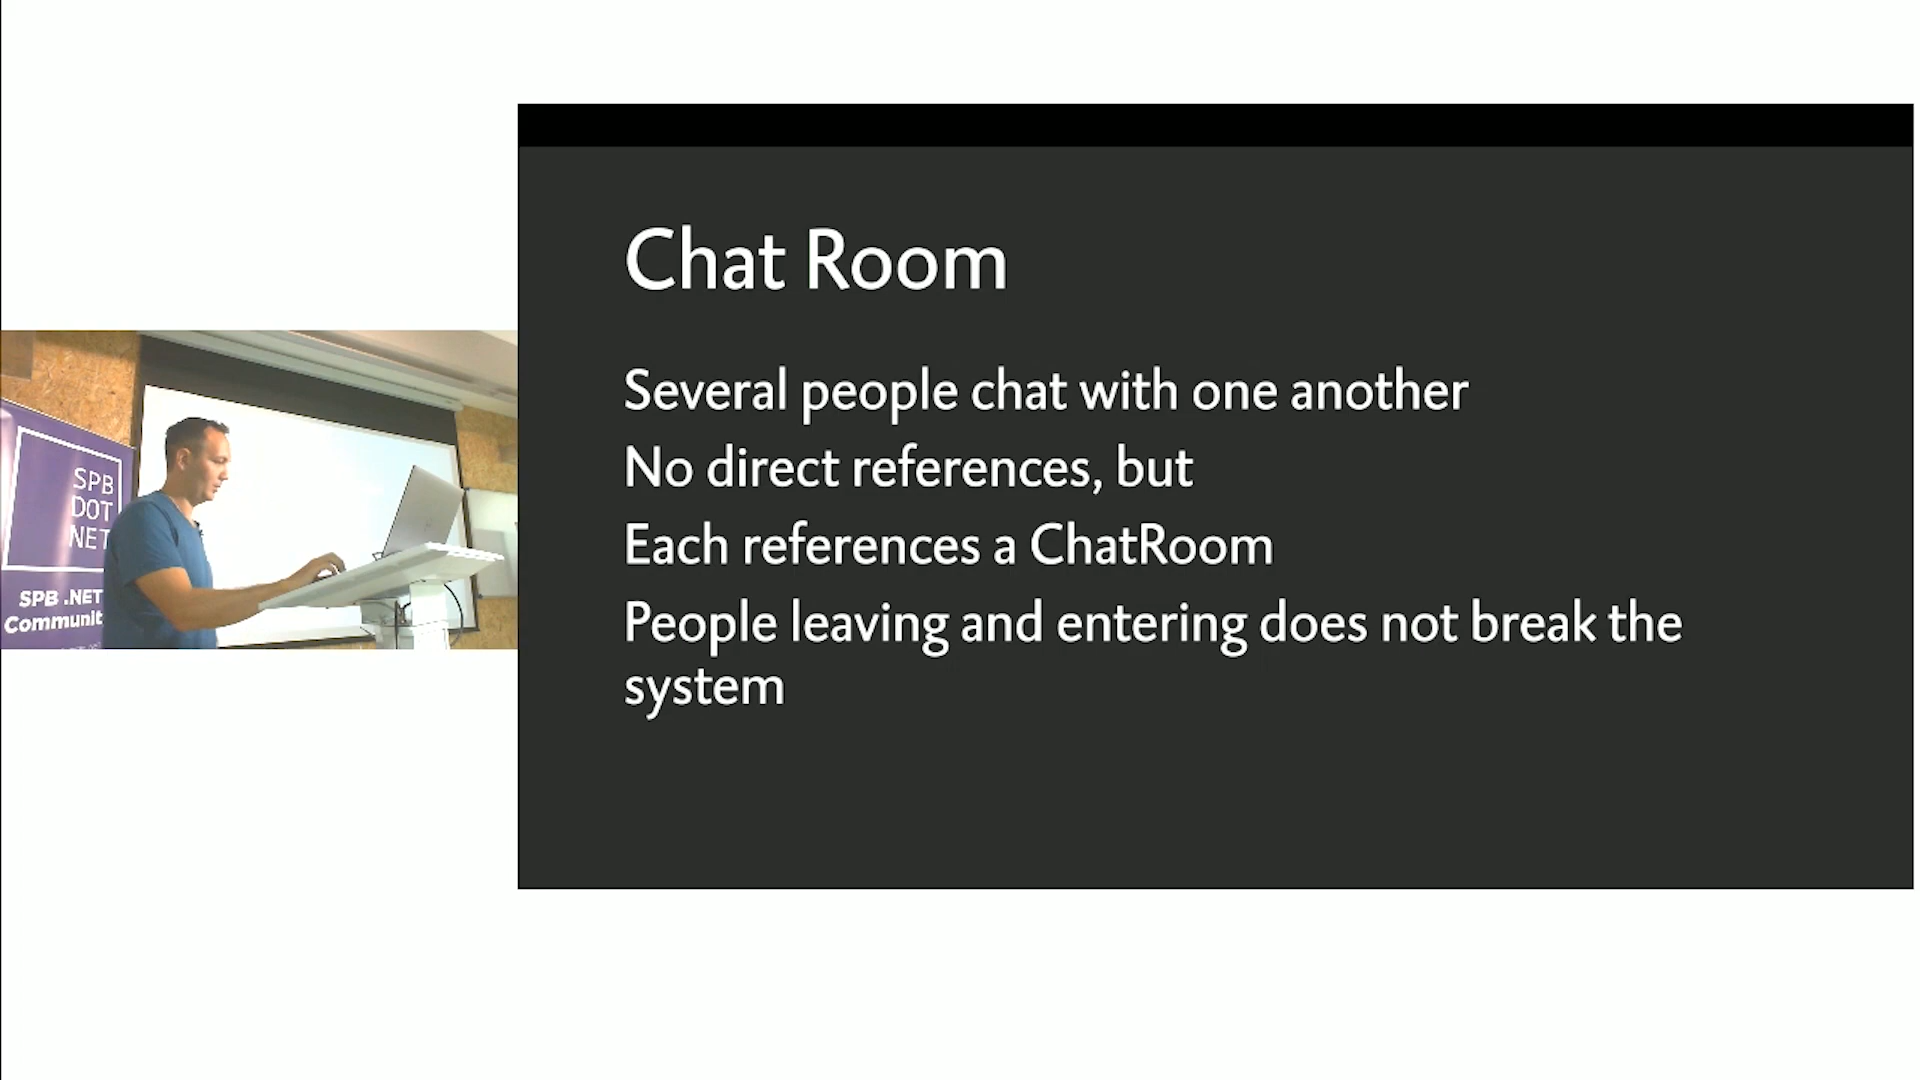 SPB
DOT
NET
SPB .NET
Communit
Chat Room
Several people chat with one another
No direct references, but
Each references a ChatRoom
People leaving and entering does not break the
system